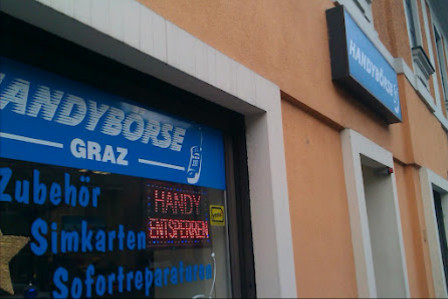 HANDYBÖRSE
GRAZ
Zubehör
Simkarten
Sofortreparaturen
HANDY
ENTSPERREN
HANDYBÖRSE